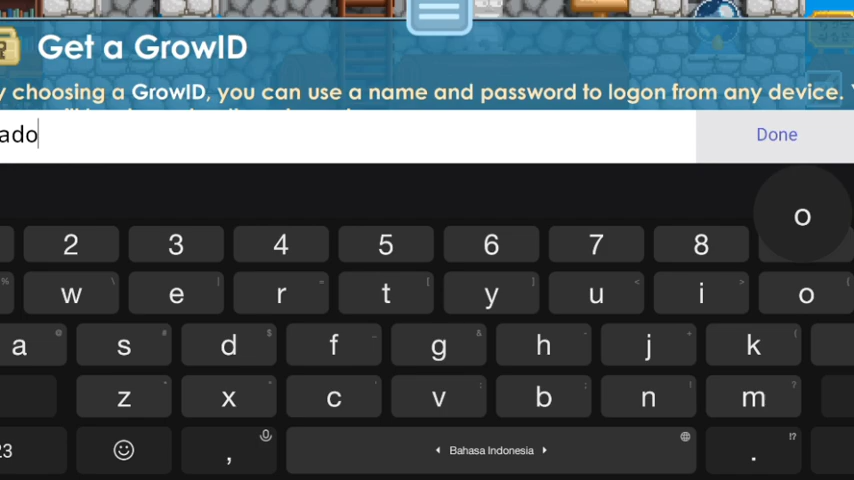 Get a GrowID
choosing a GrowID, you can use a name and password to logon from any device.
ado
Done
o
2 3 4 5 6 7 8
w e r t y u i o
a s d f g h j k
z x c v b n m
, Bahasa Indonesia .